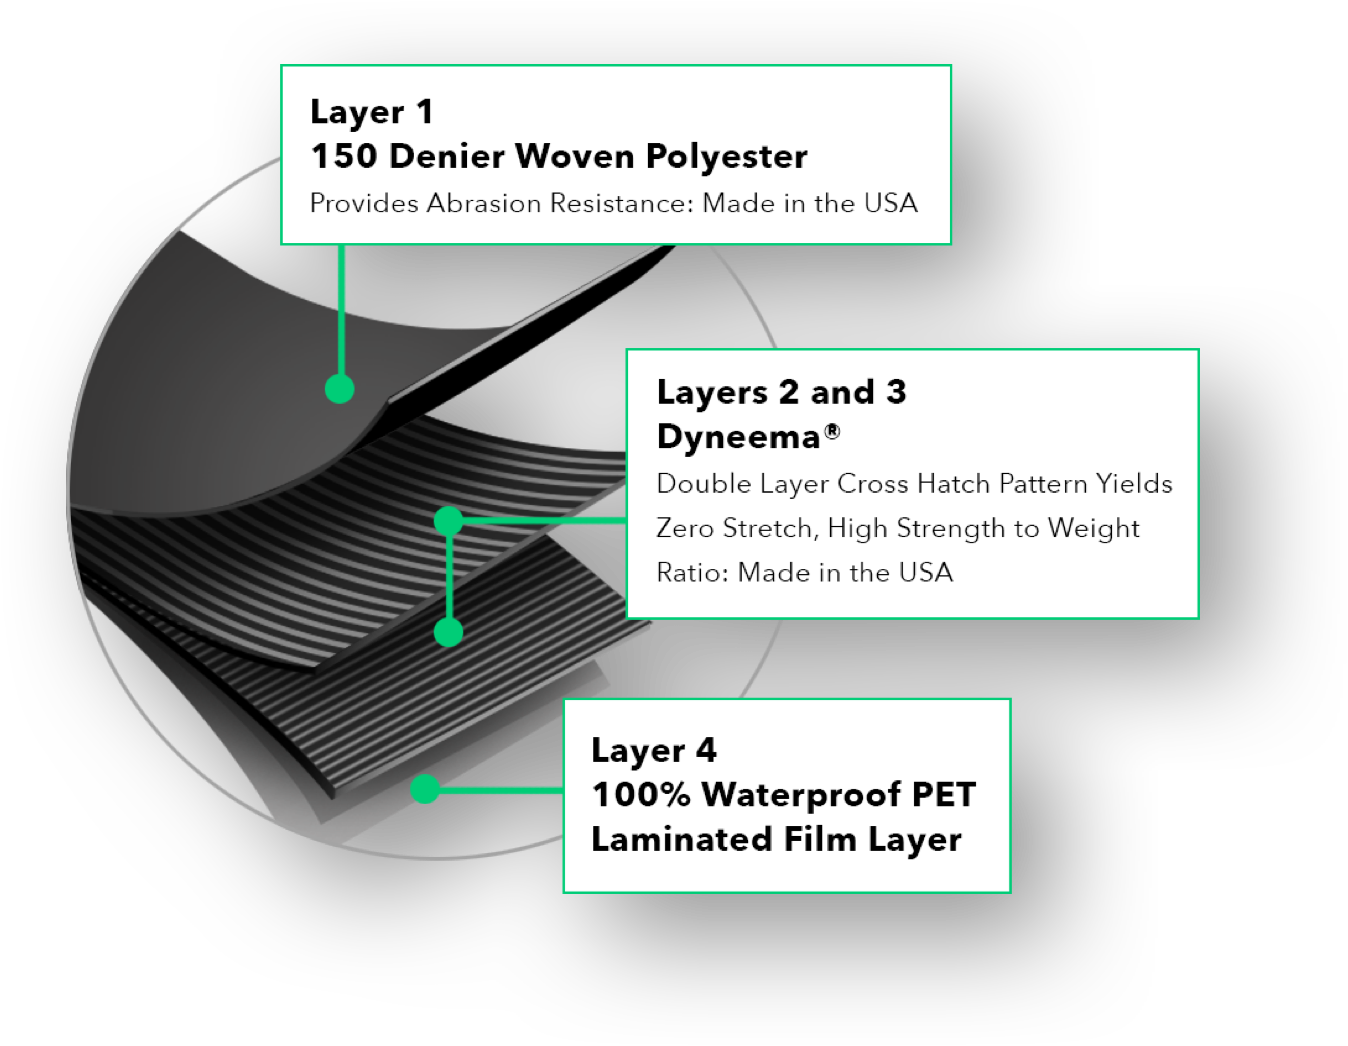 Layer 1
150 Denier Woven Polyester
Provides Abrasion Resistance: Made in the USA
Layers 2 and 3
Dyneema®
Double Layer Cross Hatch Pattern Yields
Zero Stretch, High Strength to Weight
Ratio: Made in the USA
Layer 4
100% Waterproof PET
Laminated Film Layer